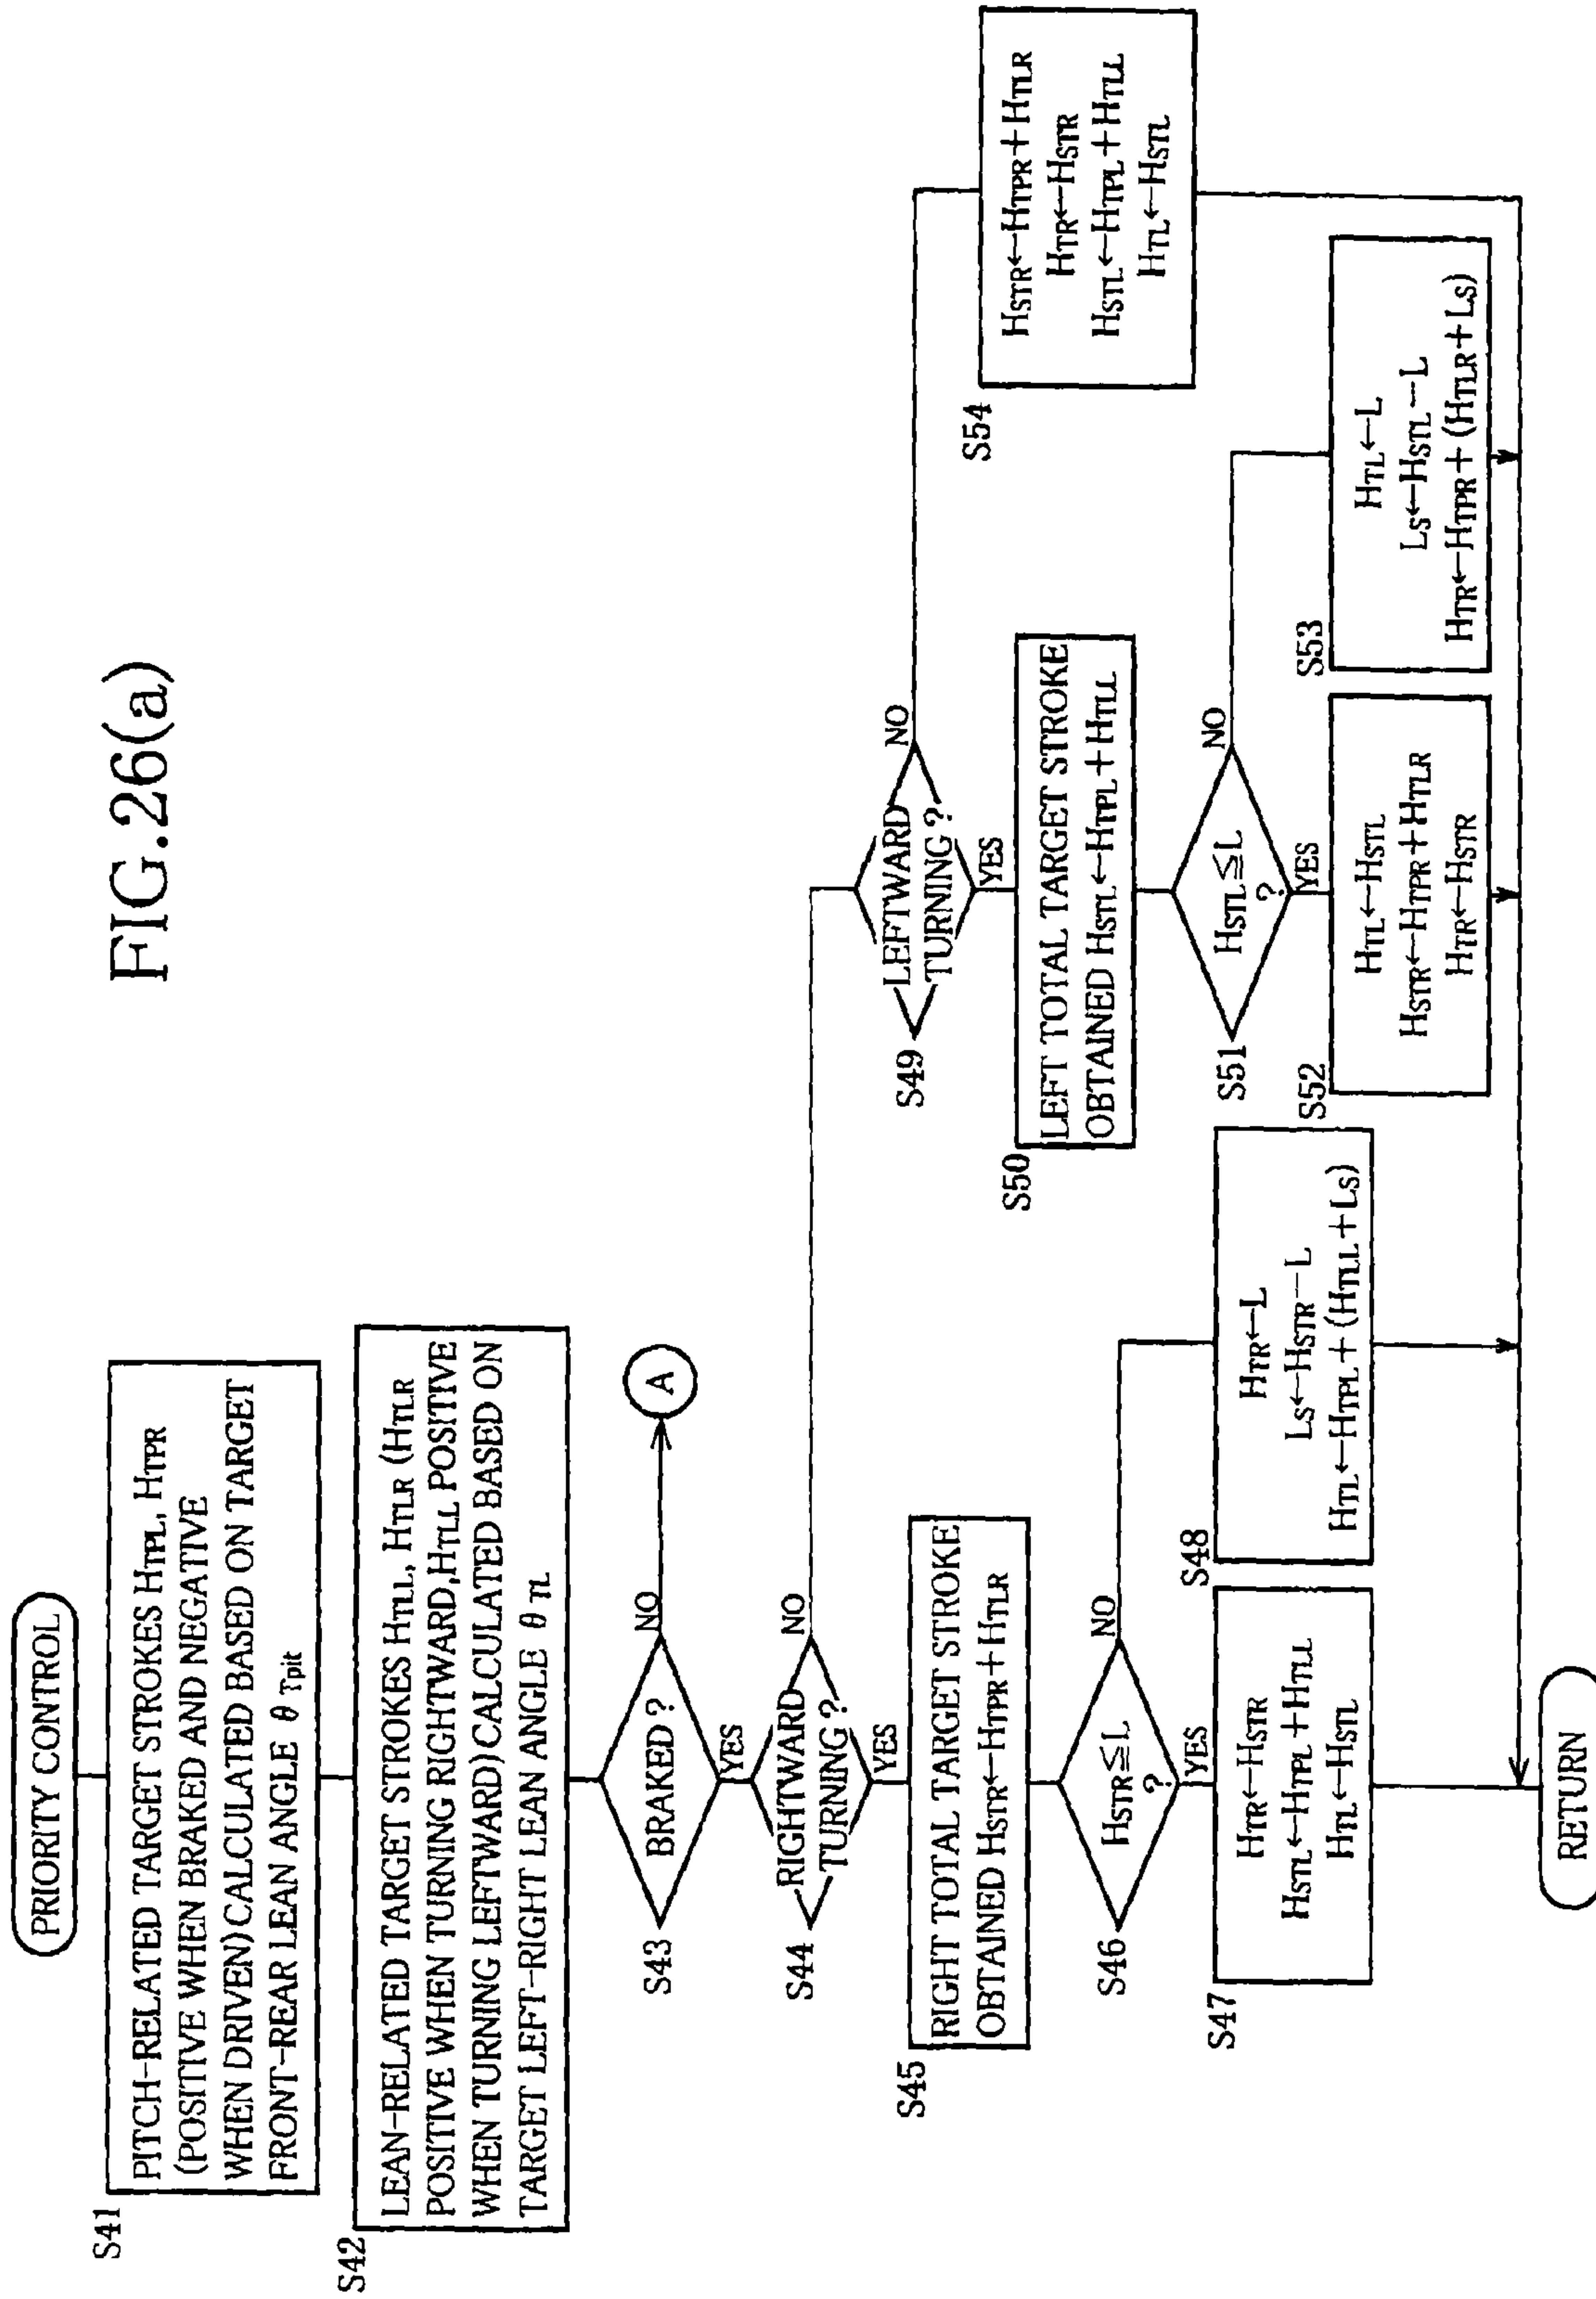 FIG.26(a)
PRIORITY CONTROL
S41
PITCH-RELATED TARGET STROKES HTPL, HTPR
(POSITIVE WHEN BRAKED AND NEGATIVE
WHEN DRIVEN)CALCULATED BASED ON TARGET
FRONT-REAR LEAN ANGLE θTpit
S42
LEAN-RELATED TARGET STROKES HTLL, HTLR (HTLR
POSITIVE WHEN TURNING RIGHTWARD,HTLL POSITIVE
WHEN TURNING LEFTWARD)CALCULATED BASED ON
TARGET LEFT-RIGHT LEAN ANGLE θTL
S43
BRAKED?
NO
A
YES
S44
RIGHTWARD
TURNING?
NO
YES
S45
RIGHT TOTAL TARGET STROKE
OBTAINED HSTR←HTPR+HTLR
S46
HSTR≦L
?
NO
YES
S47
HTR←HSTR
HSTL←HTPL+HTLL
HTL←HSTL
S48
HTR←L
LS←HSTR-L
HTL←HTPL+(HTLL+LS)
S49
LEFTWARD
TURNING?
NO
YES
S50
LEFT TOTAL TARGET STROKE
OBTAINED HSTL←HTPL+HTLL
S51
HSTL≦L
?
NO
YES
S52
HTL←HSTL
HSTR←HTPR+HTLR
HTR←HSTR
S53
HTL←L
LS←HSTL-L
HTR←HTPR+(HTLR+LS)
S54
HSTR←HTPR+HTLR
HTR←HSTR
HSTL←HTPL+HTLL
HTL←HSTL
RETURN